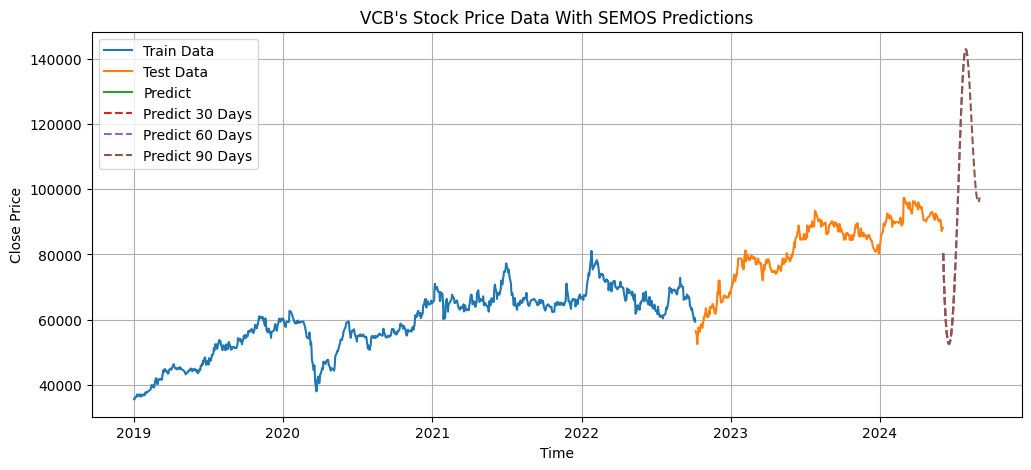 VCB's Stock Price Data With SEMOS Predictions
Train Data
Test Data
Predict
Predict 30 Days
Predict 60 Days
Predict 90 Days
Close Price
140000
120000
100000
80000
60000
40000
2019
2020
2021
2022
2023
2024
Time